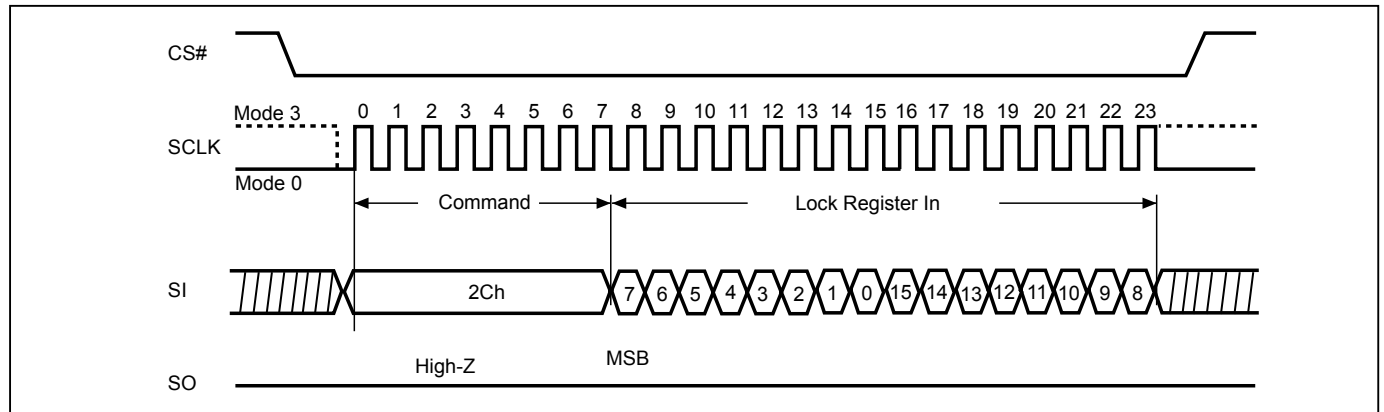 CS#
Mode 3
0 1 2 3 4 5 6 7 8 9 10 11 12 13 14 15 16 17 18 19 20 21 22 23
SCLK
Mode 0
Command
Lock Register In
SI
2Ch
7 6 5 4 3 2 1 0 15 14 13 12 11 10 9 8
High-Z
MSB
SO